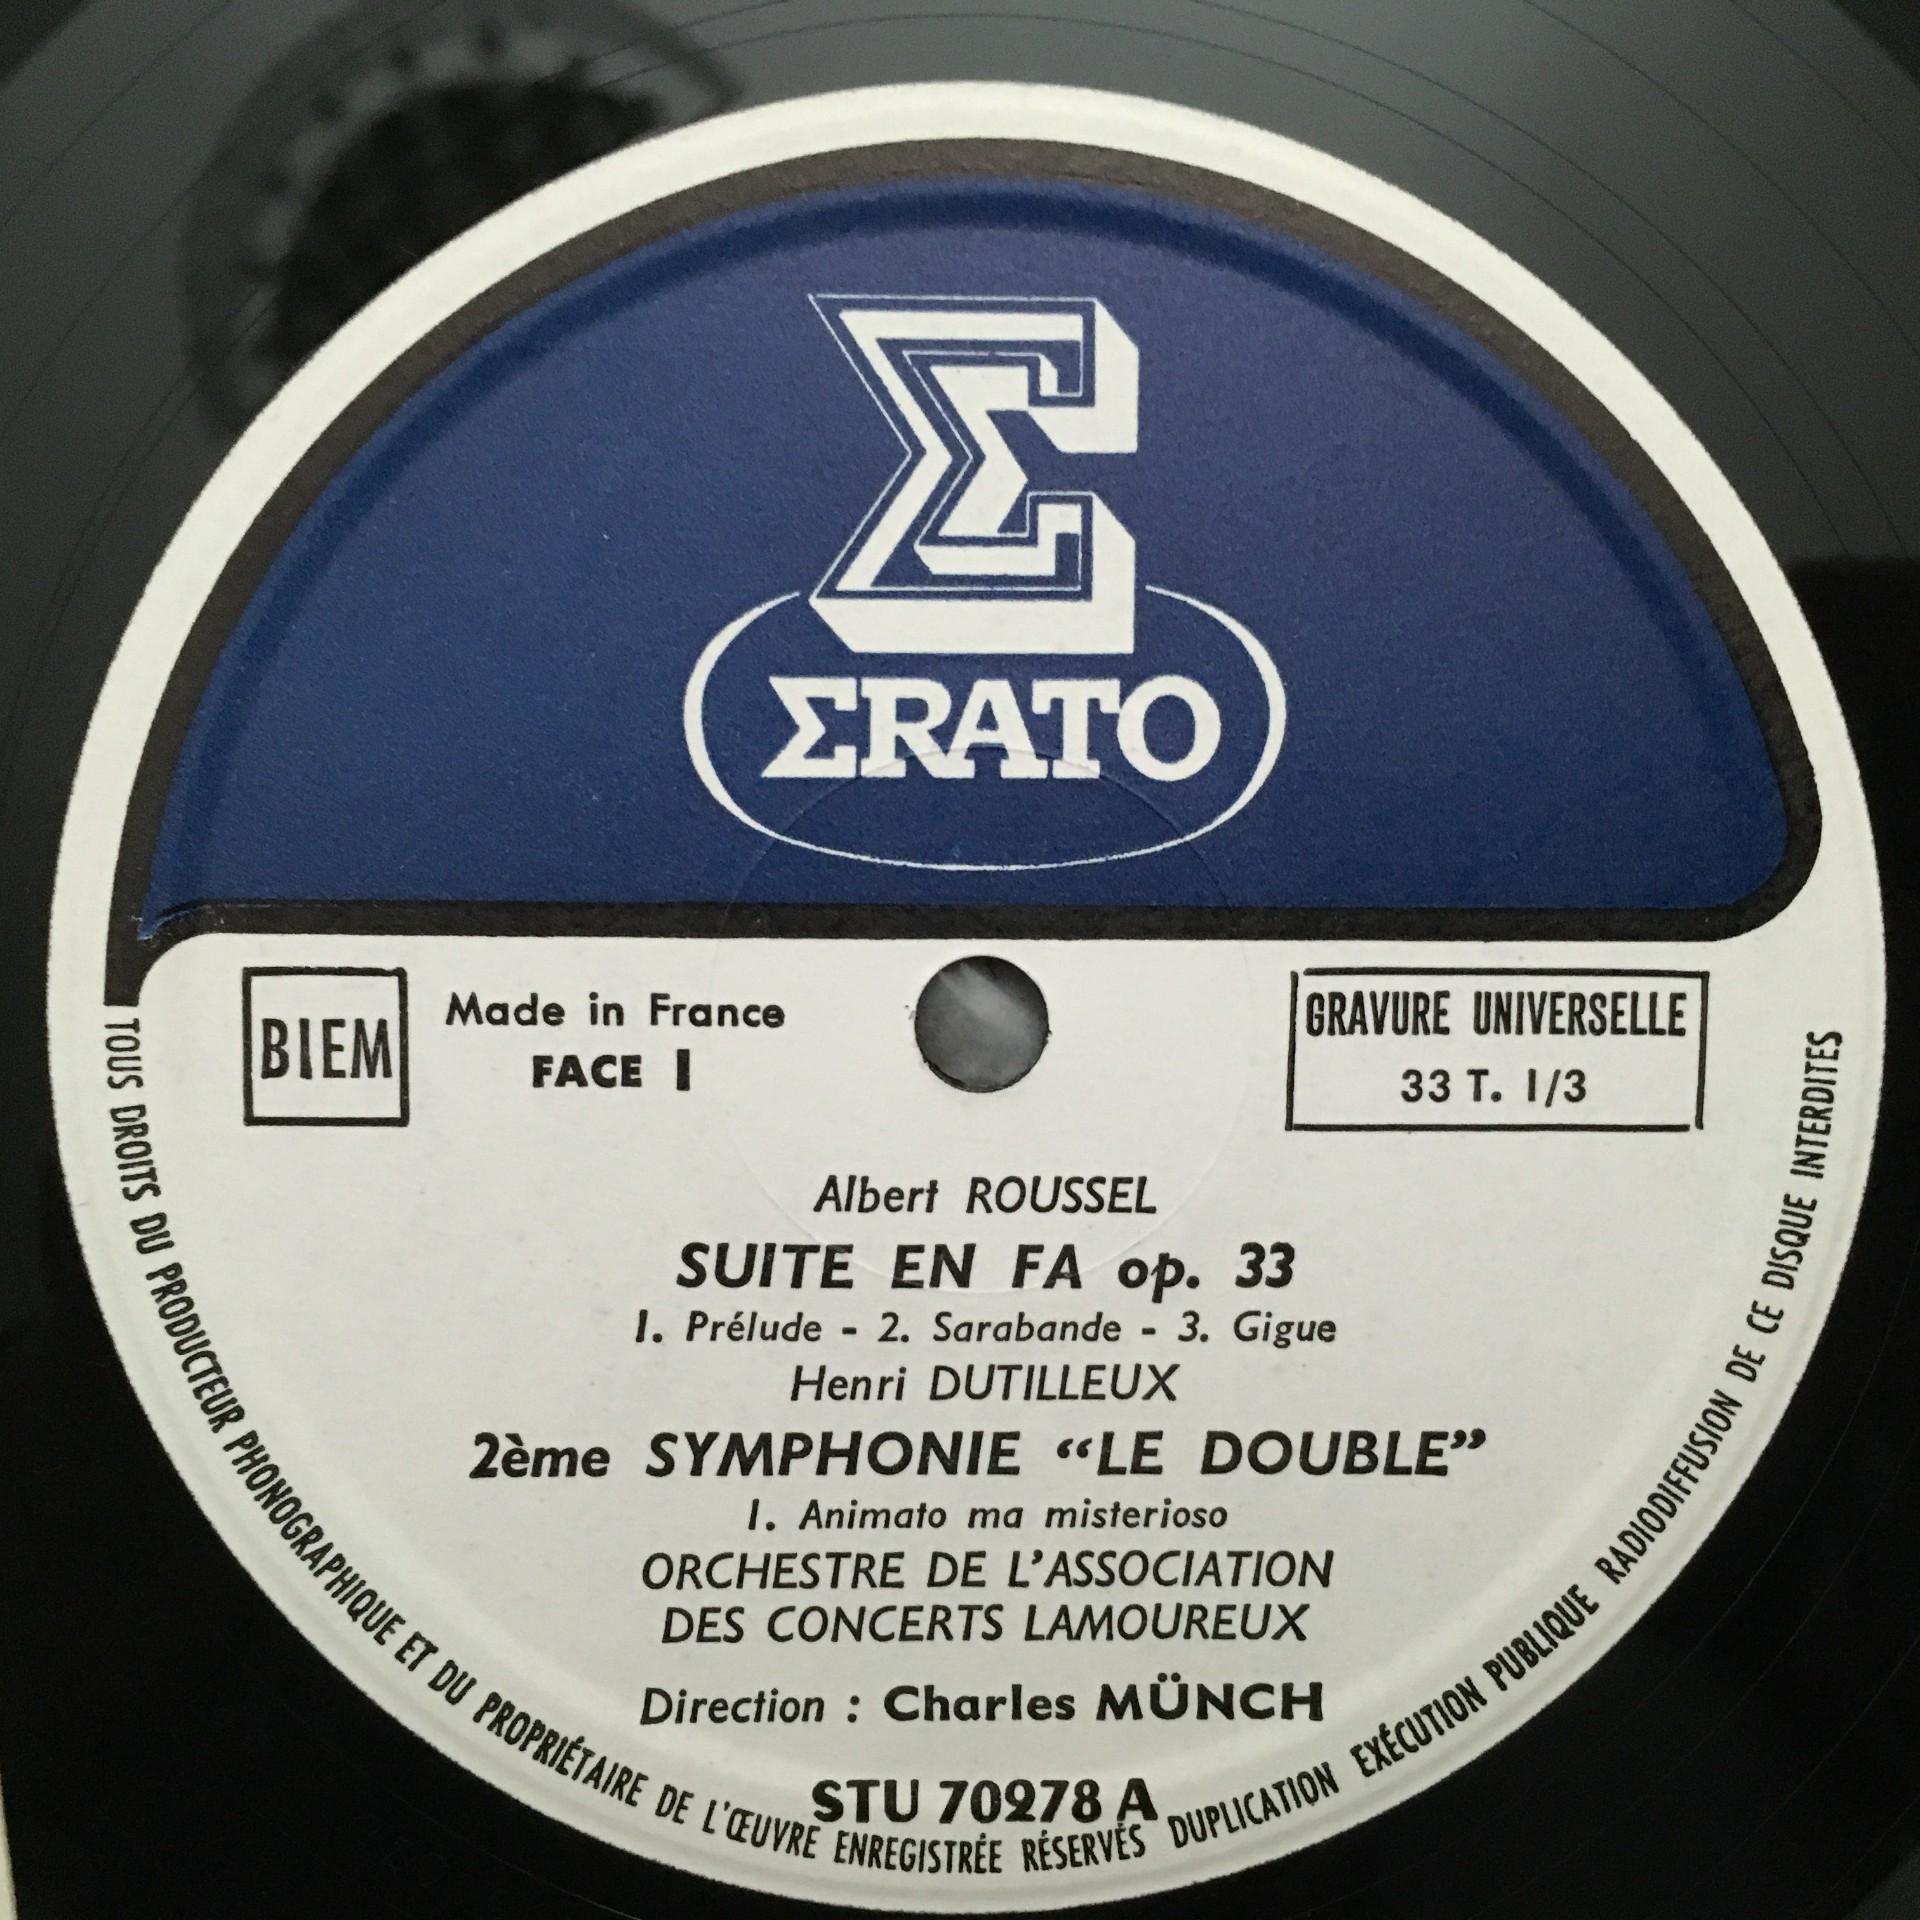 Σ
ΣRATO
BIEM
Made in France
FACE 1
GRAVURE UNIVERSELLE
33 T. 1/3
Albert ROUSSEL
SUITE EN FA op. 33
1. Prélude - 2. Sarabande - 3. Gigue
Henri DUTILLEUX
2ème SYMPHONIE “LE DOUBLE”
1. Animato ma misterioso
ORCHESTRE DE L'ASSOCIATION
DES CONCERTS LAMOUREUX
Direction : Charles MÜNCH
STU 70278 A
TOUS DROITS DU PRODUCTEUR PHONOGRAPHIQUE ET DU PROPRIÉTAIRE DE L'ŒUVRE ENREGISTRÉE RÉSERVÉS DUPLICATION EXÉCUTION PUBLIQUE RADIODIFFUSION DE CE DISQUE INTERDITES